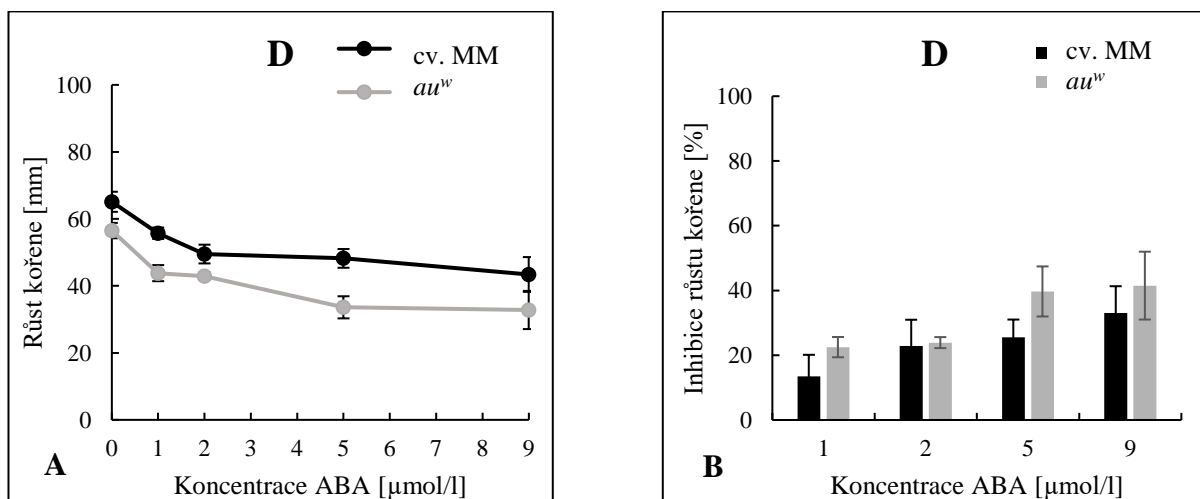 D
cv. MM
au^w
Růst kořene [mm]
100
80
60
40
20
0
0 1 2 3 4 5 6 7 8 9
Koncentrace ABA [µmol/l]
A
D
cv. MM
au^w
Inhibice růstu kořene [%]
100
80
60
40
20
0
1 2 5 9
Koncentrace ABA [µmol/l]
B